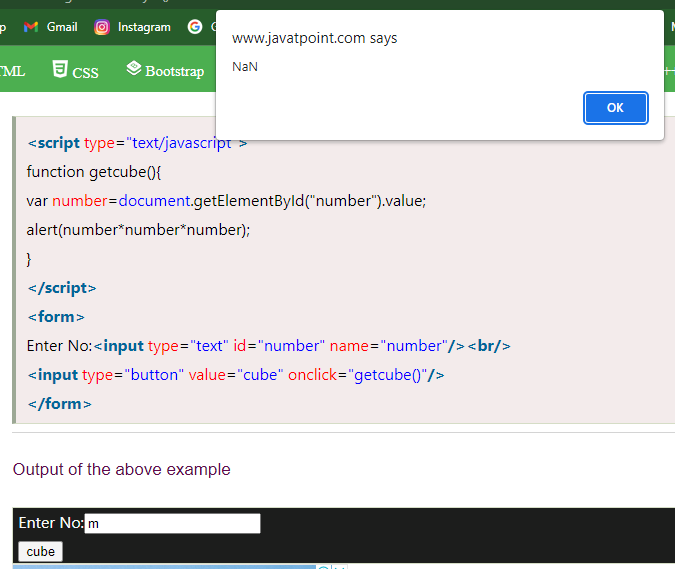 www.javatpoint.com says
NaN
OK
p Gmail Instagram
TML CSS Bootstrap
<script type="text/javascript">
function getcube(){
var number=document.getElementById("number").value;
alert(number*number*number);
}
</script>
<form>
Enter No:<input type="text" id="number" name="number"/><br/>
<input type="button" value="cube" onclick="getcube()"/>
</form>
Output of the above example
Enter No:m
cube